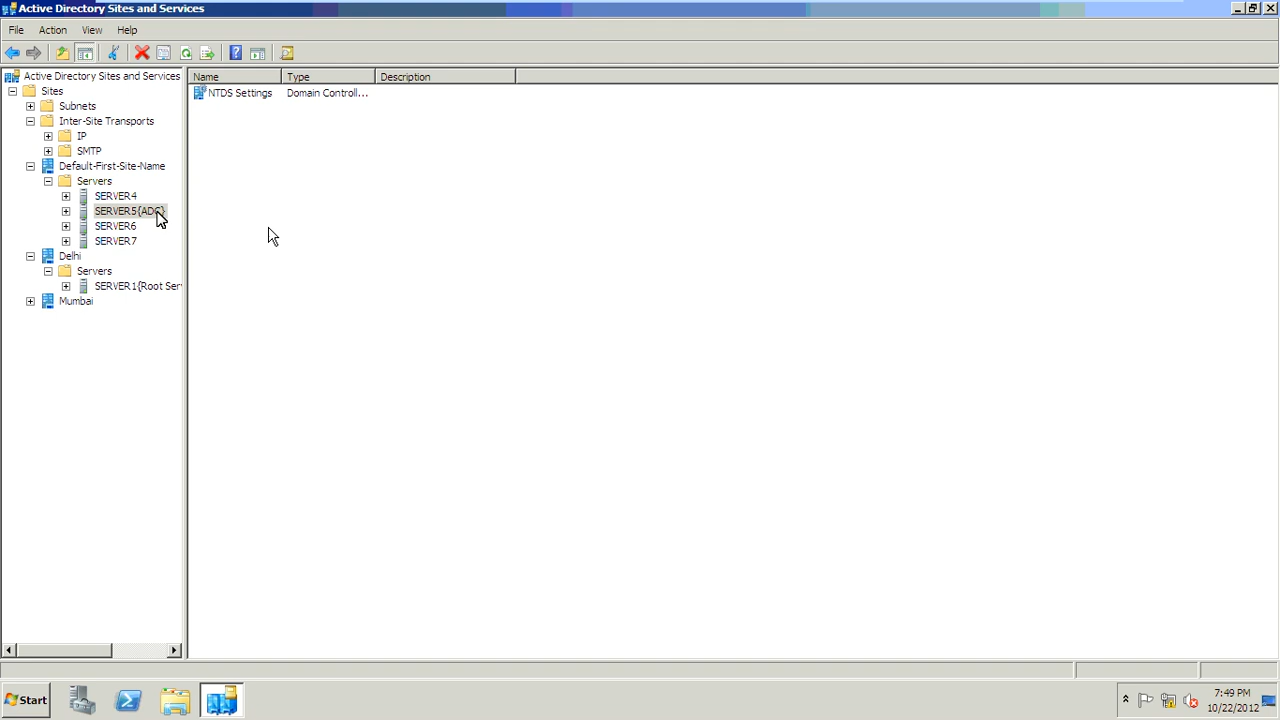 Active Directory Sites and Services
File Action View Help
Active Directory Sites and Services
Sites
Subnets
Inter-Site Transports
IP
SMTP
Default-First-Site-Name
Servers
SERVER4
SERVER5{ADC}
SERVER6
SERVER7
Delhi
Servers
SERVER1{Root Ser
Mumbai
Name Type Description
NTDS Settings Domain Controll...
Start
7:49 PM
10/22/2012